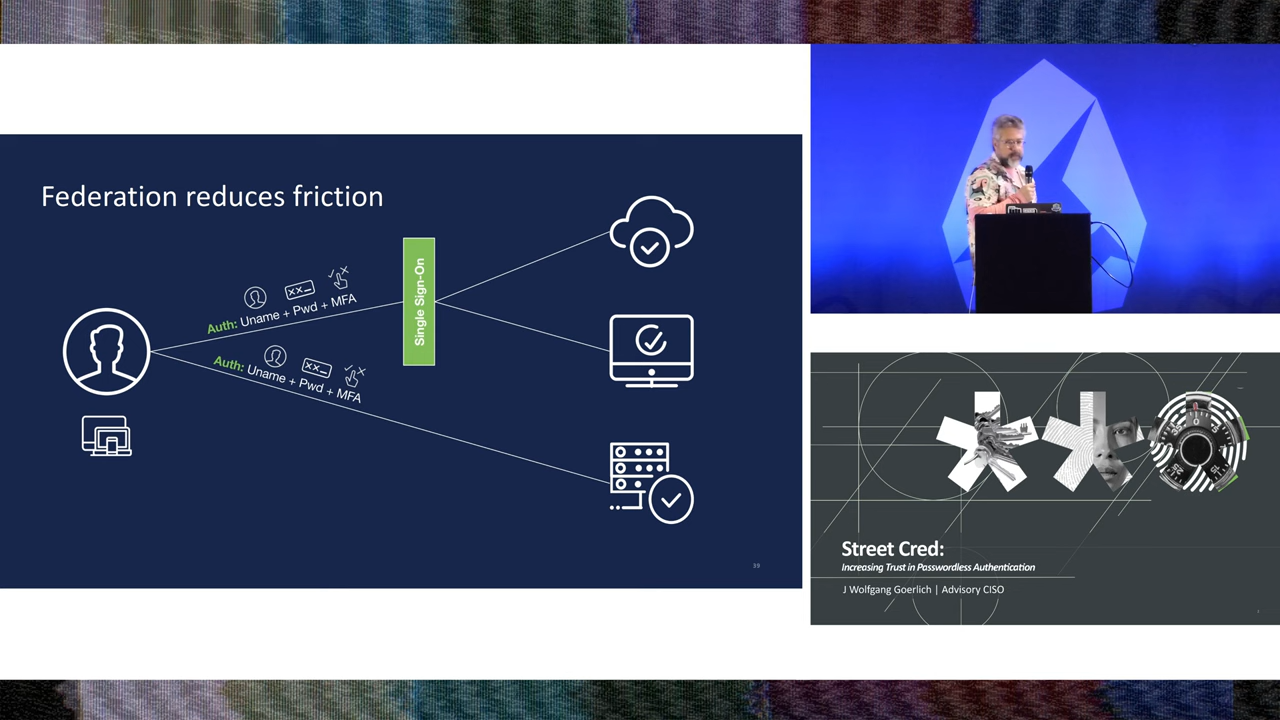 Federation reduces friction
Auth: Uname + Pwd + MFA
Single Sign-On
Auth: Uname + Pwd + MFA
39
Street Cred:
Increasing Trust in Passwordless Authentication
J Wolfgang Goerlich | Advisory CISO